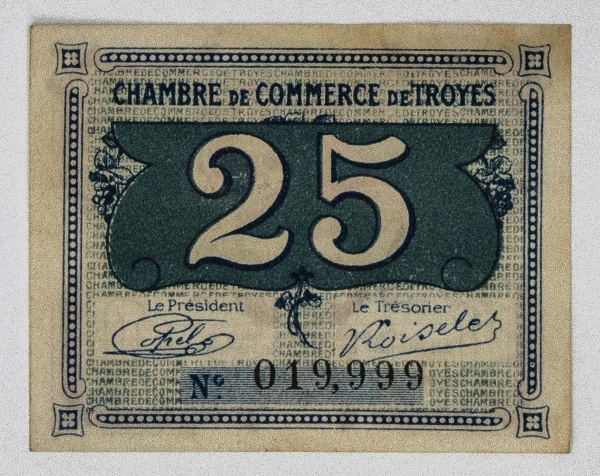 CHAMBRE DE COMMERCE DE TROYES
25
Le Président Le Trésorier
Nº 019,999